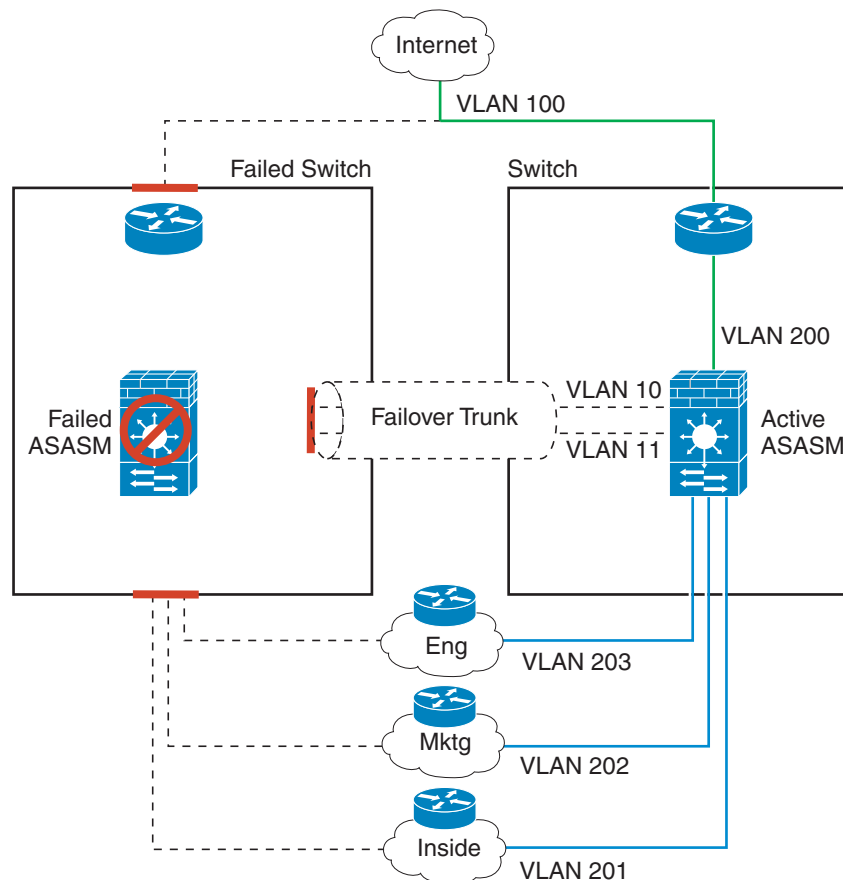 Internet
VLAN 100
Failed Switch
Switch
VLAN 200
Failed
ASASM
Failover Trunk
VLAN 10
VLAN 11
Active
ASASM
Eng
VLAN 203
Mktg
VLAN 202
Inside
VLAN 201